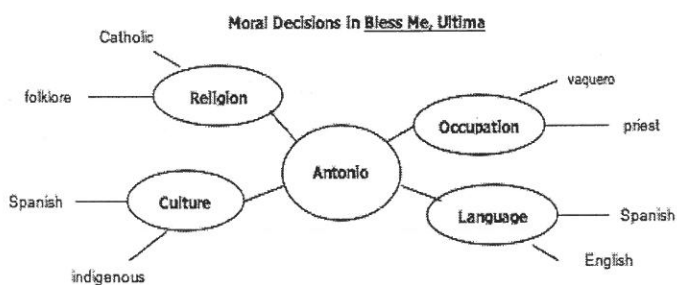 Moral Decisions in Bless Me, Ultima
Catholic
folklore
Religion
vaquero
Occupation
priest
Antonio
Spanish
Culture
indigenous
Language
Spanish
English